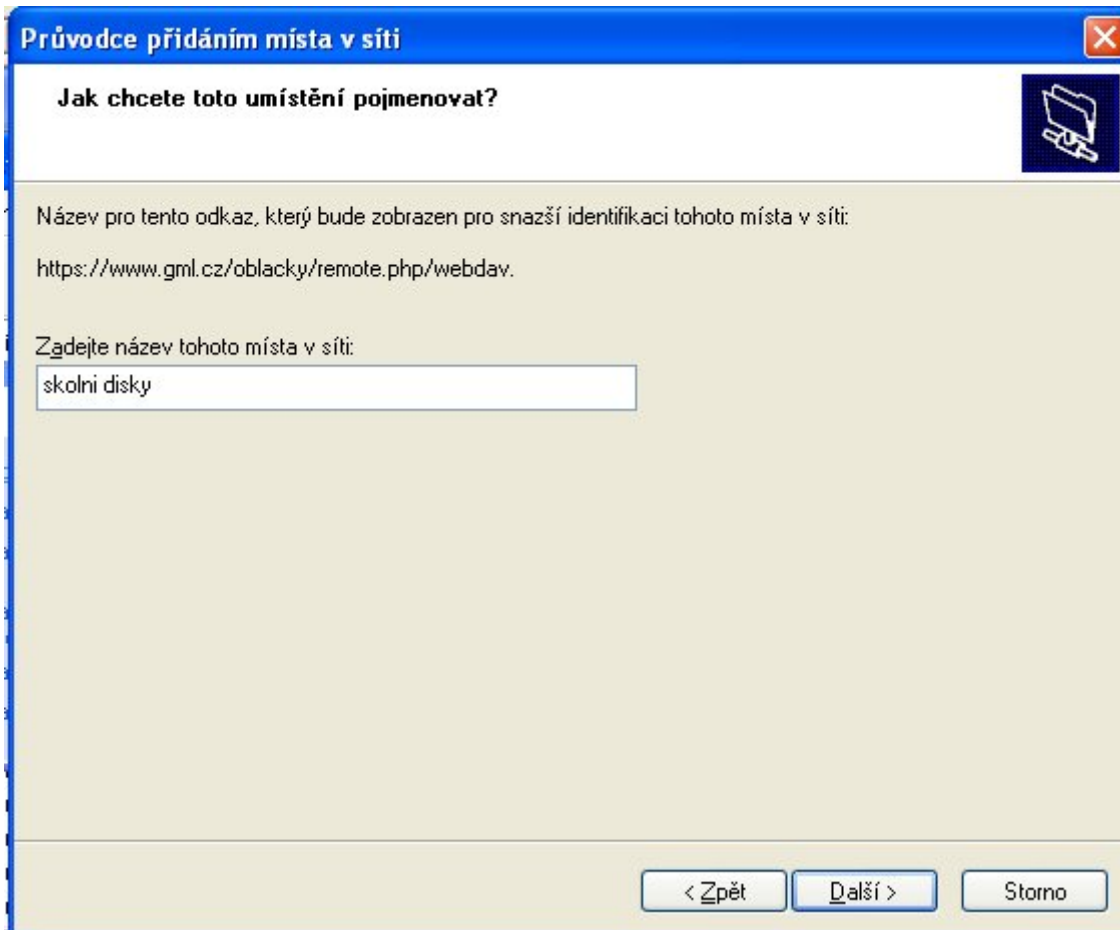 Průvodce přidáním místa v síti
Jak chcete toto umístění pojmenovat?
Název pro tento odkaz, který bude zobrazen pro snazší identifikaci tohoto místa v síti:
https://www.gml.cz/oblacky/remote.php/webdav.
Zadejte název tohoto místa v síti:
skolni disky
< Zpět
Další >
Storno